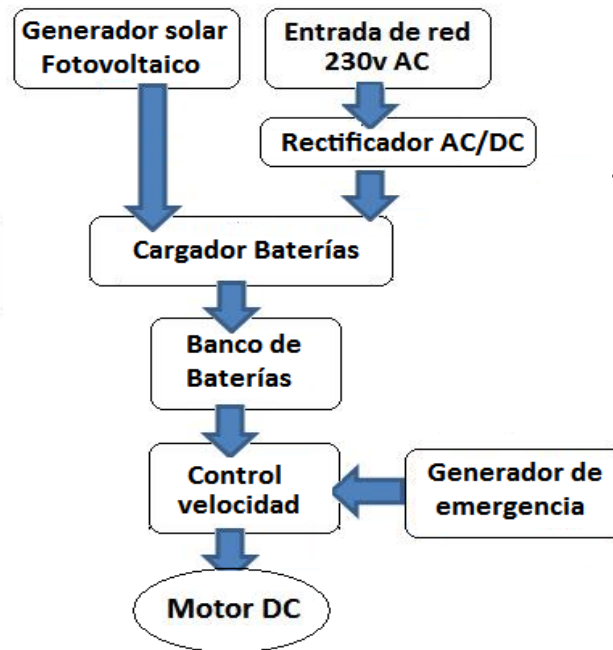 Generador solar
Fotovoltaico
Entrada de red
230v AC
Rectificador AC/DC
Cargador Baterías
Banco de
Baterías
Control
velocidad
Generador de
emergencia
Motor DC